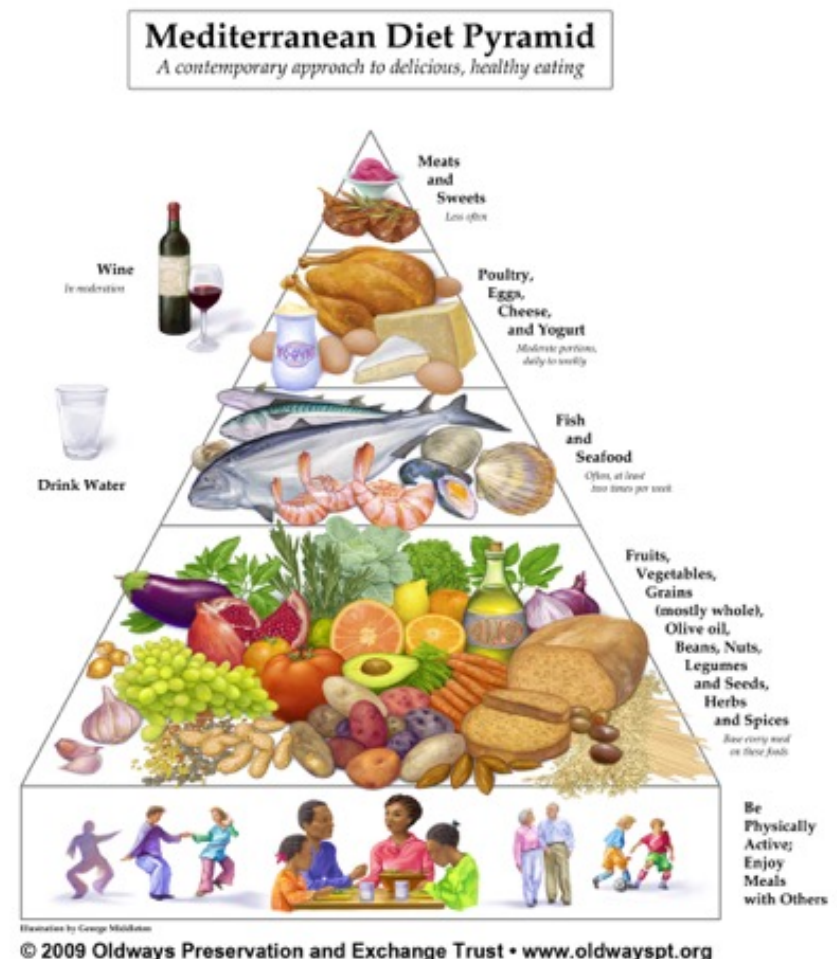 Mediterranean Diet Pyramid
A contemporary approach to delicious, healthy eating
Meats
and
Sweets
Less often
Wine
In moderation
Poultry,
Eggs,
Cheese,
and Yogurt
Moderate portions,
daily to weekly
Fish
and
Seafood
Often, at least
two times per week
Drink Water
Fruits,
Vegetables,
Grains
(mostly whole),
Olive oil,
Beans, Nuts,
Legumes
and Seeds,
Herbs
and Spices
Base every meal
on these foods
Be
Physically
Active;
Enjoy
Meals
with Others
Illustration by George Middleton
© 2009 Oldways Preservation and Exchange Trust • www.oldwayspt.org